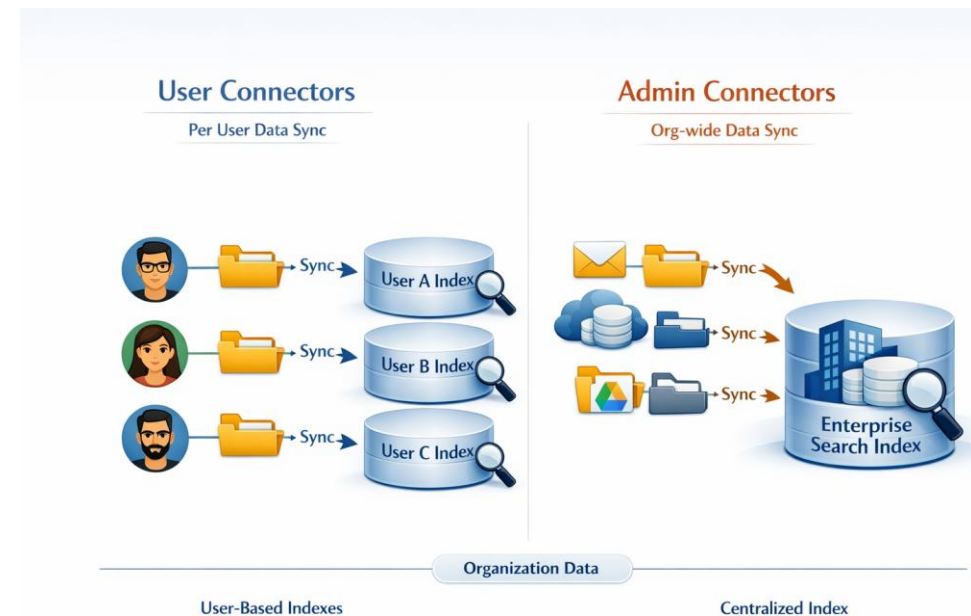 User Connectors
Per User Data Sync
Sync
User A Index
Sync
User B Index
Sync
User C Index
Admin Connectors
Org-wide Data Sync
Sync
Sync
Sync
Enterprise
Search Index
Organization Data
User-Based Indexes
Centralized Index